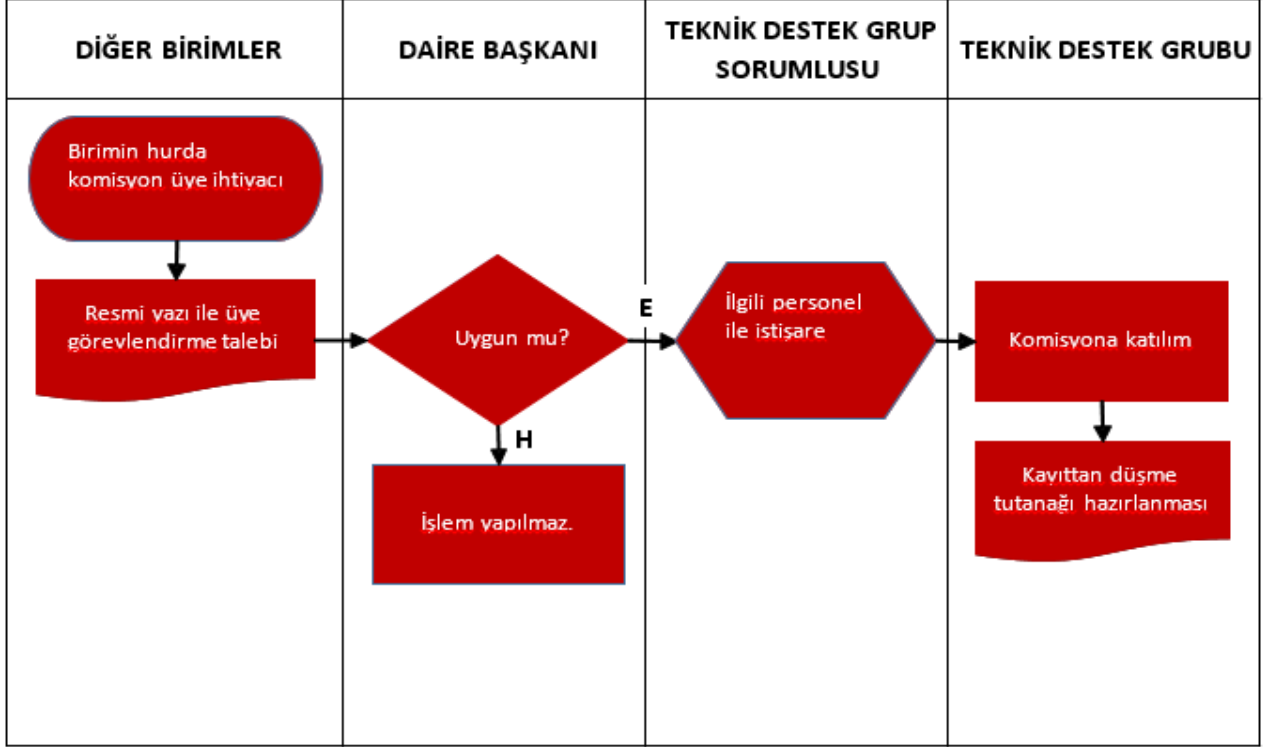 DİĞER BİRİMLER
DAİRE BAŞKANI
TEKNİK DESTEK GRUP
SORUMLUSU
TEKNİK DESTEK GRUBU
Birimin hurda
komisyon üye ihtiyacı
Resmi yazı ile üye
görevlendirme talebi
Uygun mu?
E
H
İşlem yapılmaz.
İlgili personel
ile istişare
Komisyona katılım
Kayıttan düşme
tutanağı hazırlanması